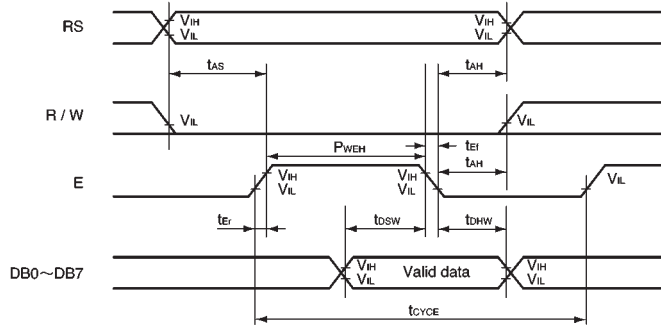 RS
VIH
VIL
VIH
VIL
tAS
tAH
R / W
VIL
VIL
PWEH
tEf
tAH
E
VIH
VIL
VIH
VIL
VIL
tEr
tDSW
tDHW
DB0~DB7
VIH
VIL
Valid data
VIH
VIL
tCYCE